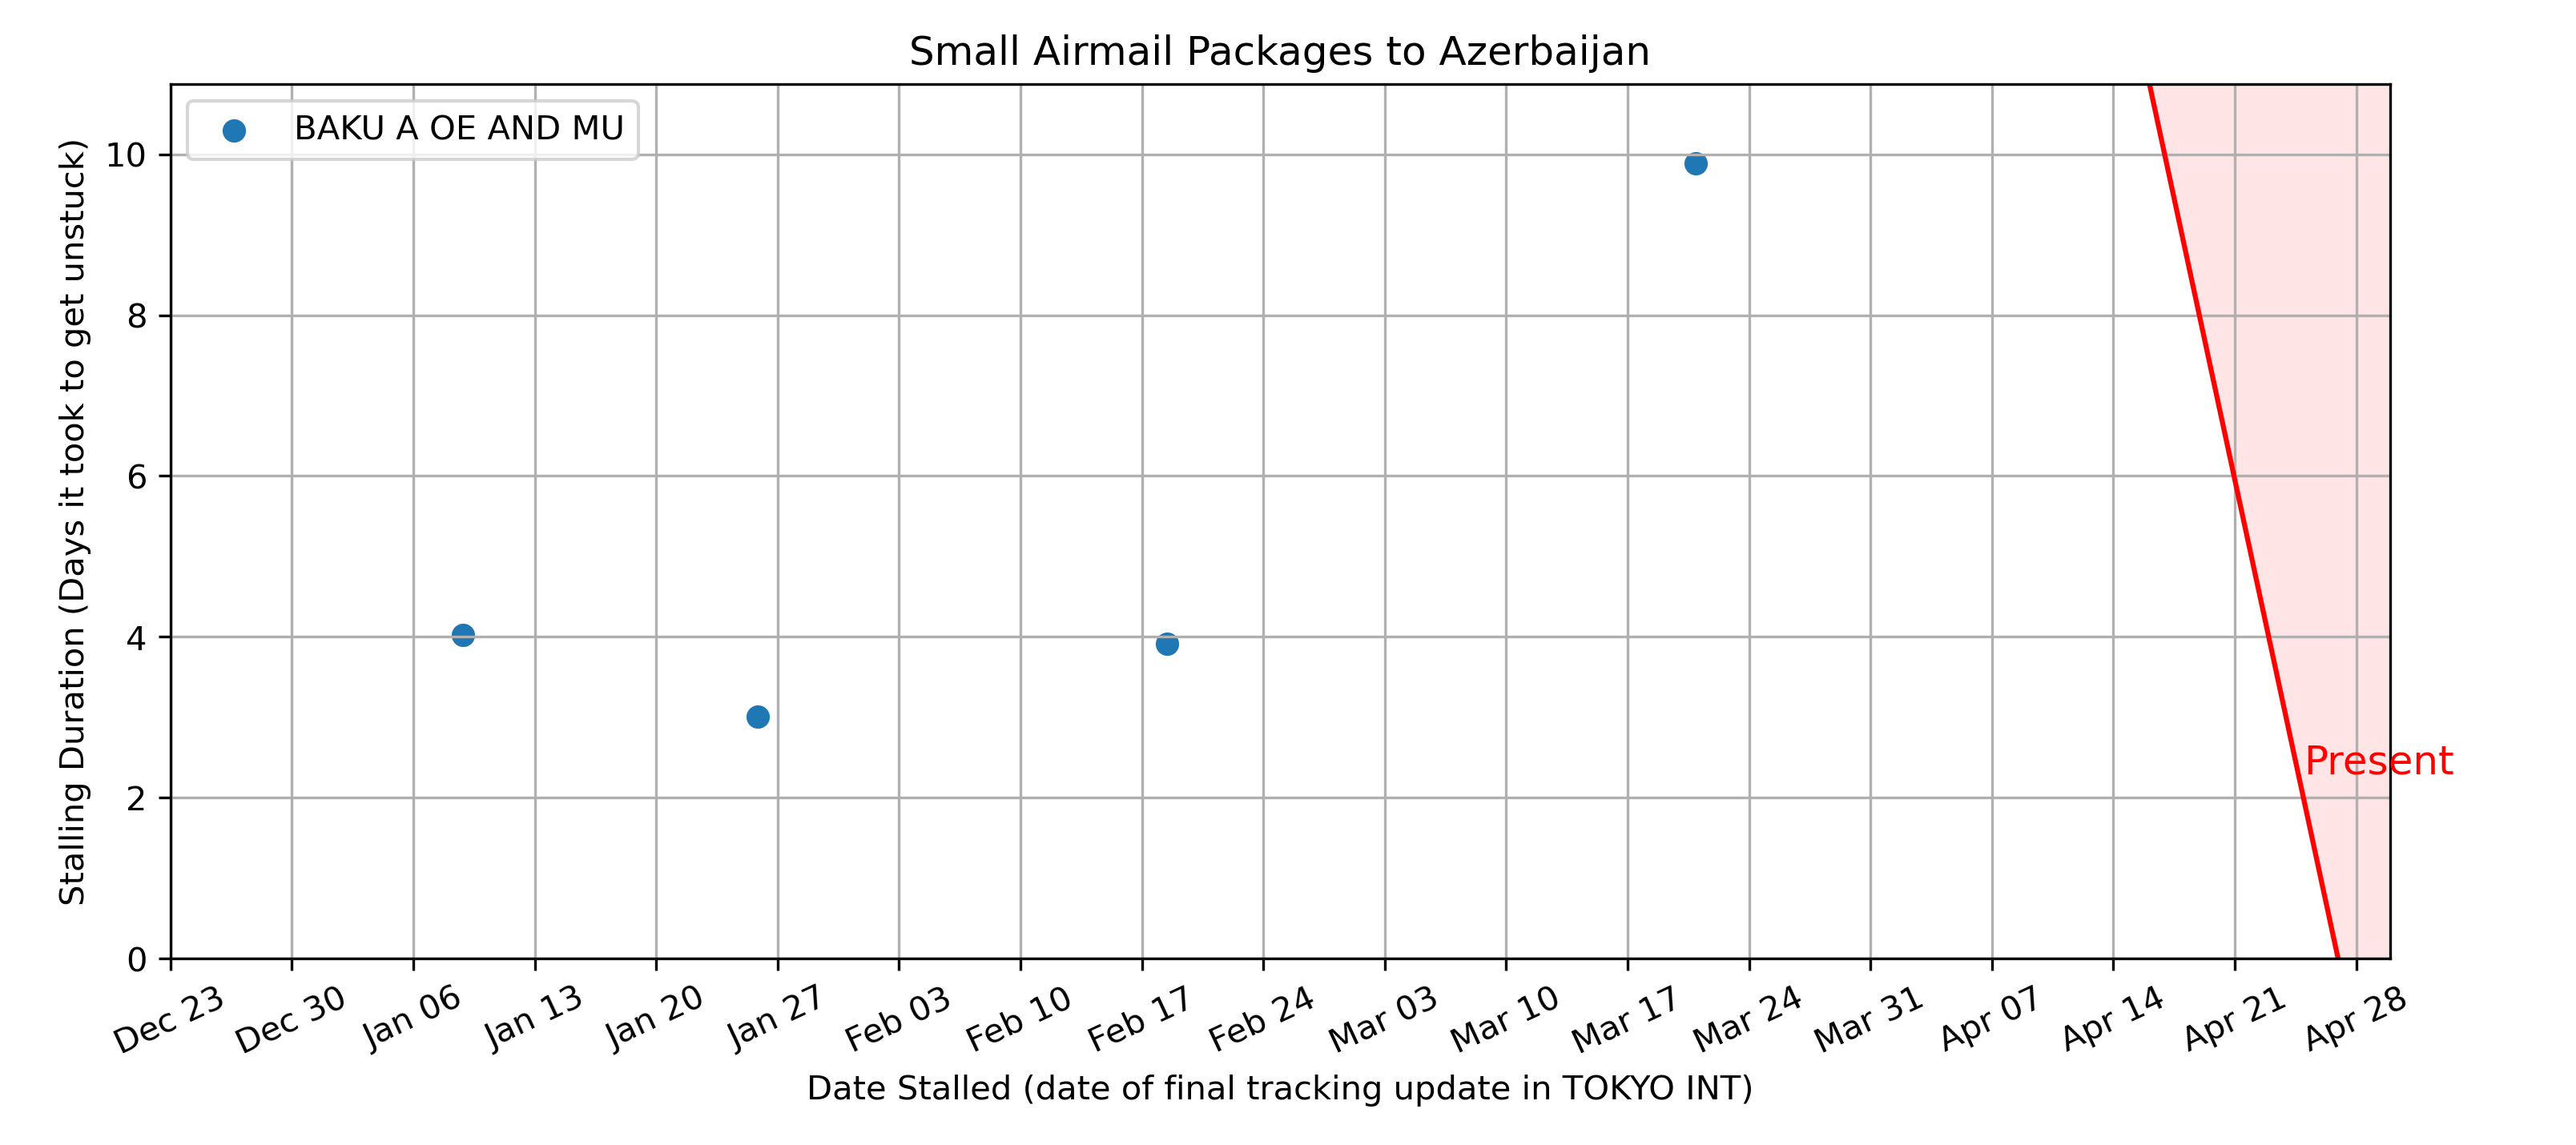 Small Airmail Packages to Azerbaijan
BAKU A OE AND MU
Stalling Duration (Days it took to get unstuck)
10
8
6
4
2
0
Present
Dec 23
Dec 30
Jan 06
Jan 13
Jan 20
Jan 27
Feb 03
Feb 10
Feb 17
Feb 24
Mar 03
Mar 10
Mar 17
Mar 24
Mar 31
Apr 07
Apr 14
Apr 21
Apr 28
Date Stalled (date of final tracking update in TOKYO INT)